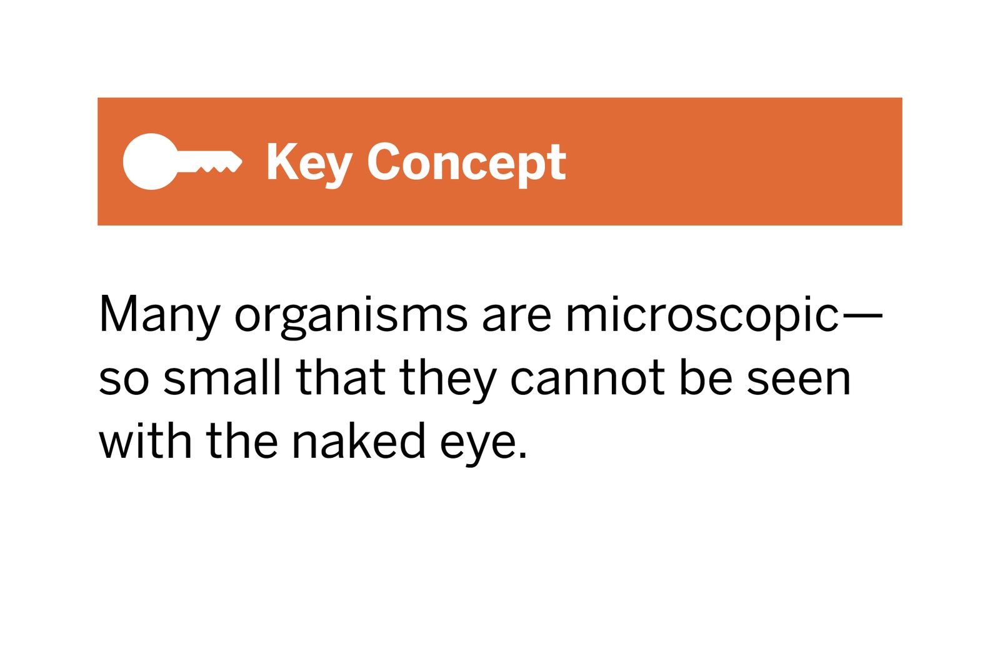 Key Concept
Many organisms are microscopic—
so small that they cannot be seen
with the naked eye.